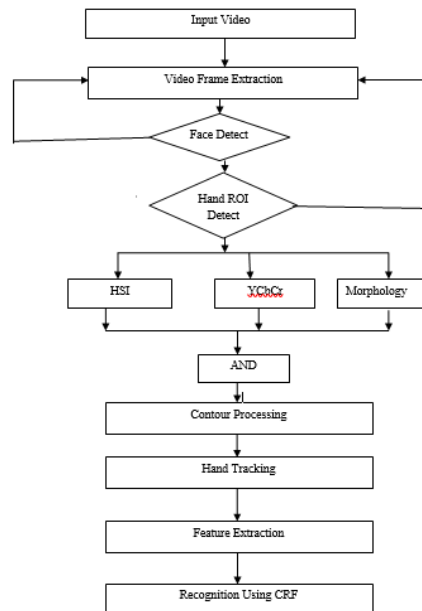 Input Video
Video Frame Extraction
Face Detect
Hand ROI
Detect
HSI
YCbCr
Morphology
AND
Contour Processing
Hand Tracking
Feature Extraction
Recognition Using CRF